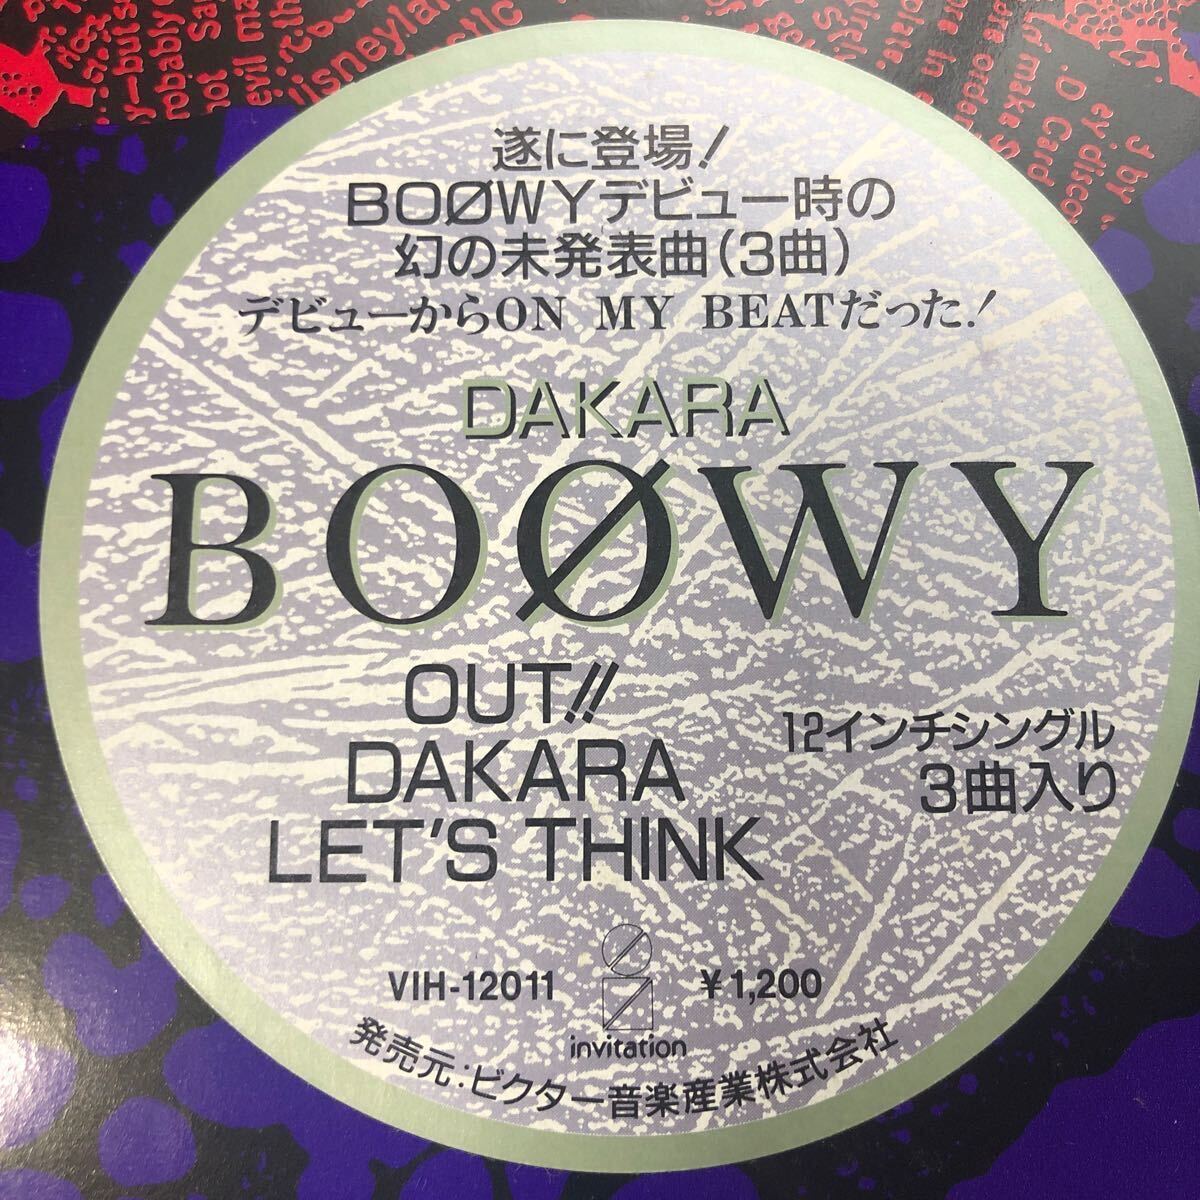 遂に登場!
BOØWYデビュー時の
幻の未発表曲(3曲)
デビューからON MY BEATだった!
DAKARA
BOØWY
OUT!!
DAKARA
LET'S THINK
12インチシングル
3曲入り
VIH-12011
¥1,200
invitation
発売元:ビクター音楽産業株式会社